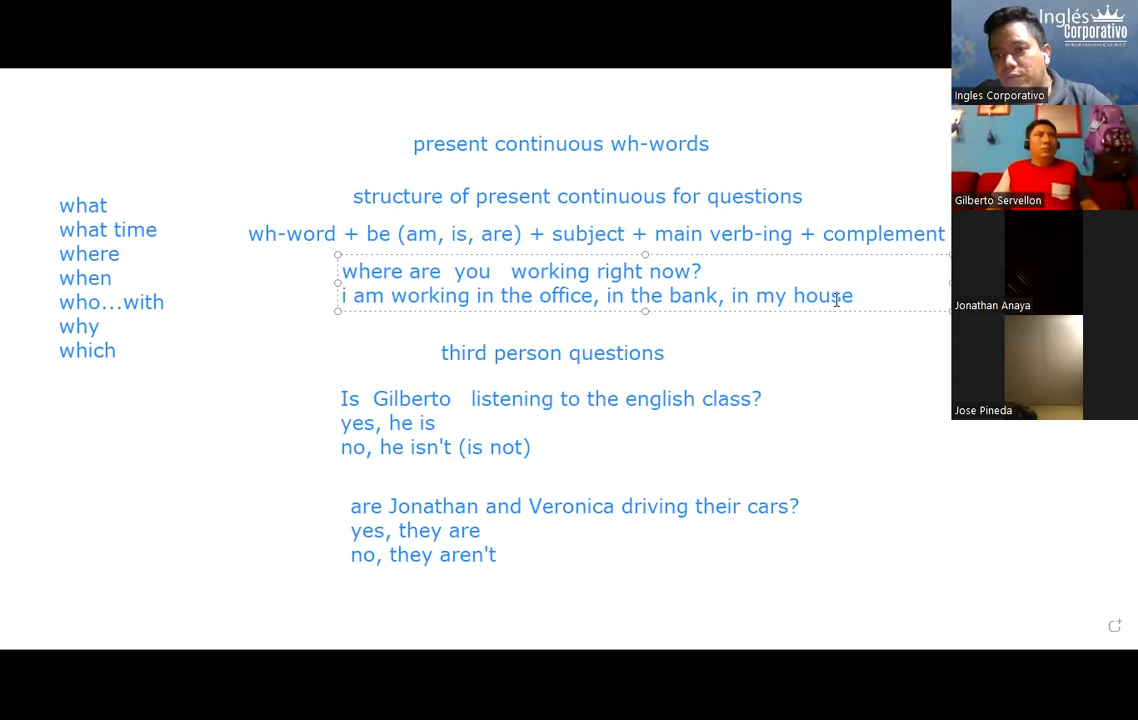 present continuous wh-words
structure of present continuous for questions
wh-word + be (am, is, are) + subject + main verb-ing + complement
what
what time
where
when
who...with
why
which
where are you working right now?
i am working in the office, in the bank, in my house
third person questions
Is Gilberto listening to the english class?
yes, he is
no, he isn't (is not)
are Jonathan and Veronica driving their cars?
yes, they are
no, they aren't
Inglés
Corporativo
Ingles Corporativo
Gilberto Servellon
Jonathan Anaya
Jose Pineda